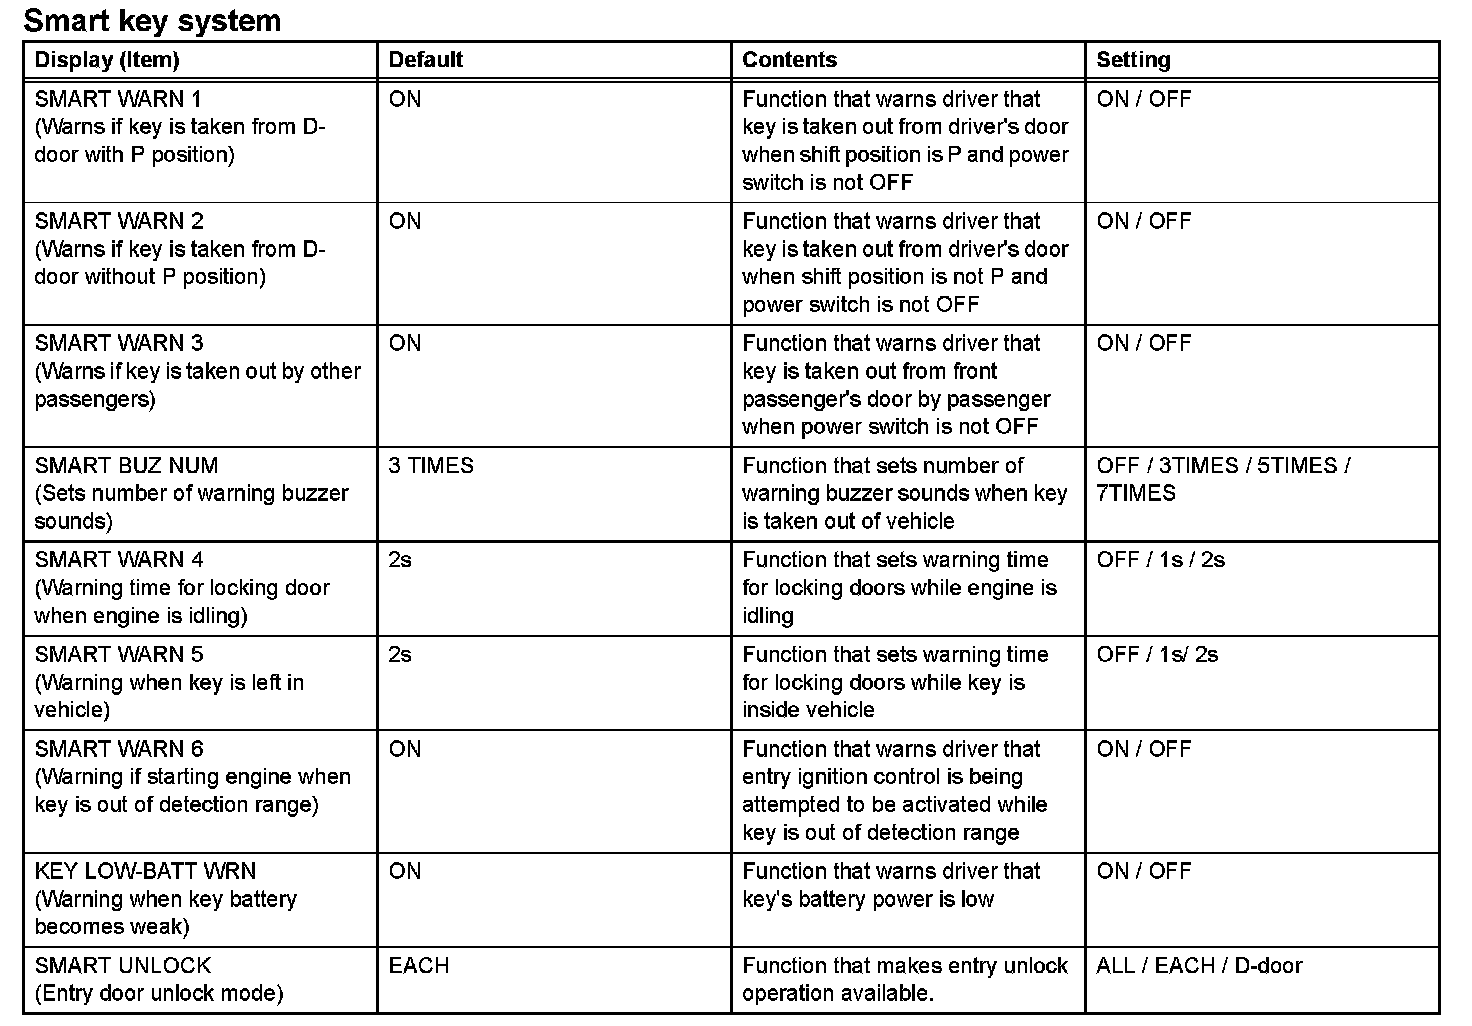 Smart key system
Display (Item) Default Contents Setting
SMART WARN 1
(Warns if key is taken from D-
door with P position)
ON
Function that warns driver that
key is taken out from driver's door
when shift position is P and power
switch is not OFF
ON / OFF
SMART WARN 2
(Warns if key is taken from D-
door without P position)
ON
Function that warns driver that
key is taken out from driver's door
when shift position is not P and
power switch is not OFF
ON / OFF
SMART WARN 3
(Warns if key is taken out by other
passengers)
ON
Function that warns driver that
key is taken out from front
passenger's door by passenger
when power switch is not OFF
ON / OFF
SMART BUZ NUM
(Sets number of warning buzzer
sounds)
3 TIMES
Function that sets number of
warning buzzer sounds when key
is taken out of vehicle
OFF / 3TIMES / 5TIMES /
7TIMES
SMART WARN 4
(Warning time for locking door
when engine is idling)
2s
Function that sets warning time
for locking doors while engine is
idling
OFF / 1s / 2s
SMART WARN 5
(Warning when key is left in
vehicle)
2s
Function that sets warning time
for locking doors while key is
inside vehicle
OFF / 1s/ 2s
SMART WARN 6
(Warning if starting engine when
key is out of detection range)
ON
Function that warns driver that
entry ignition control is being
attempted to be activated while
key is out of detection range
ON / OFF
KEY LOW-BATT WRN
(Warning when key battery
becomes weak)
ON
Function that warns driver that
key's battery power is low
ON / OFF
SMART UNLOCK
(Entry door unlock mode)
EACH
Function that makes entry unlock
operation available.
ALL / EACH / D-door